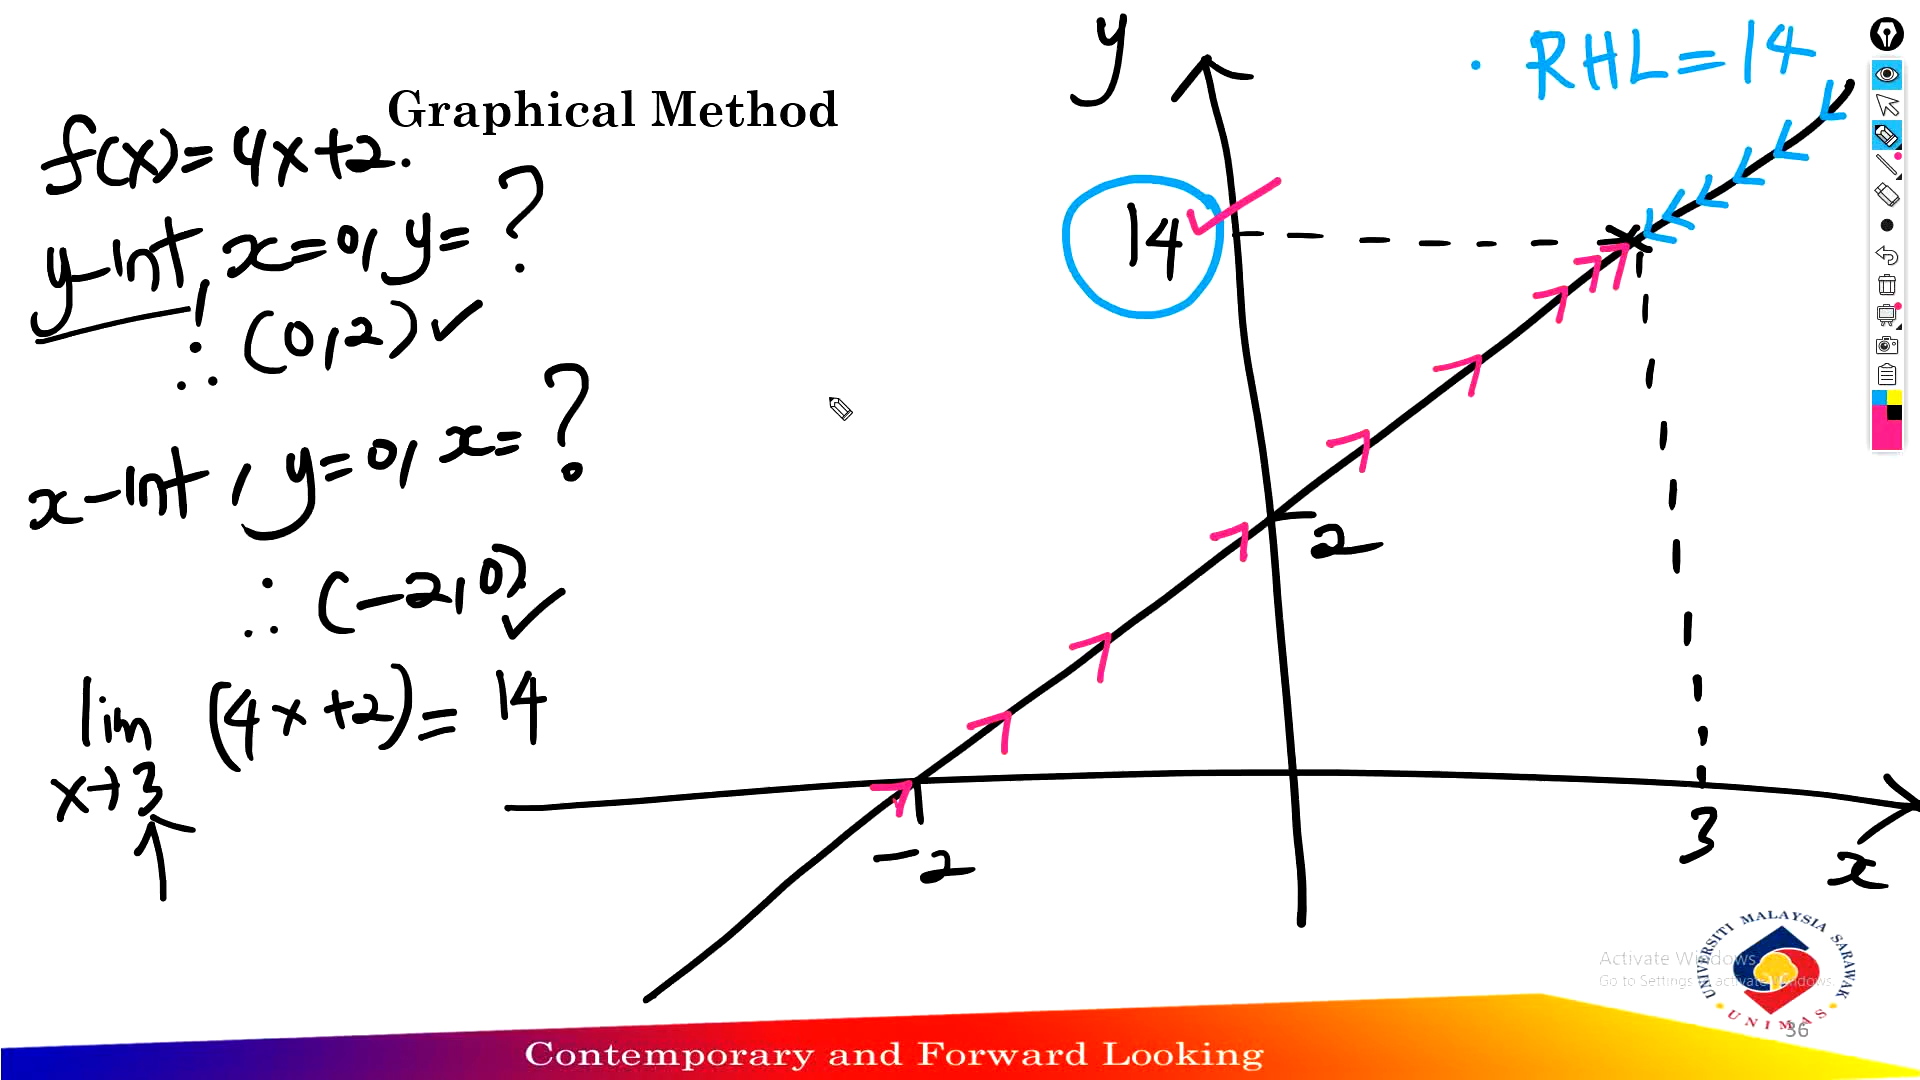 Graphical Method
f(x) = 4x+2.
y-int, x=0, y= ?
∴ (0,2) ✓
x-int, y=0, x= ?
∴ (-2,0) ✓
lim (4x+2) = 14
x→3
y
· RHL = 14
14
2
-2
3
x
UNIVERSITI MALAYSIA SARAWAK
UNIMAS
Activate Windows
Go to Settings to activate Windows.
36
Contemporary and Forward Looking